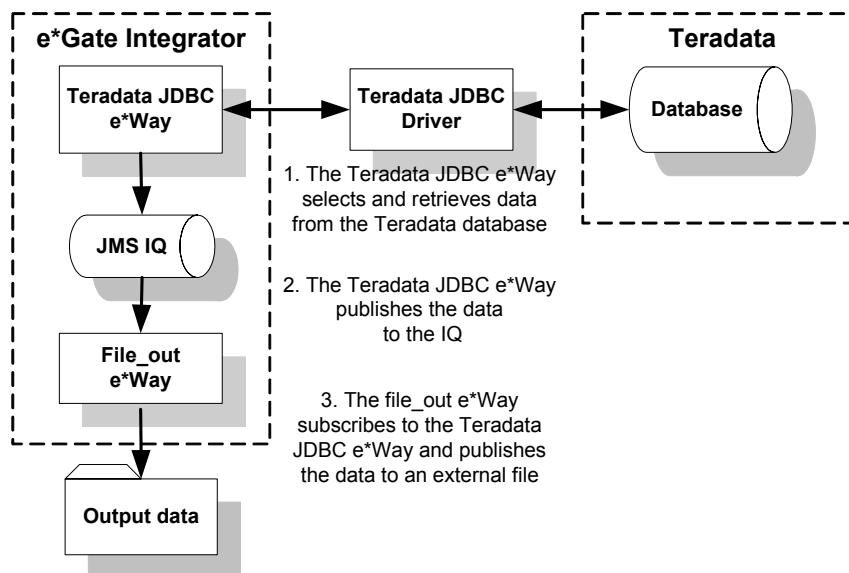 e*Gate Integrator
Teradata
Teradata JDBC
e*Way
Teradata JDBC
Driver
Database
1. The Teradata JDBC e*Way
selects and retrieves data
from the Teradata database
JMS IQ
2. The Teradata JDBC e*Way
publishes the data
to the IQ
File_out
e*Way
3. The file_out e*Way
subscribes to the Teradata
JDBC e*Way and publishes
the data to an external file
Output data